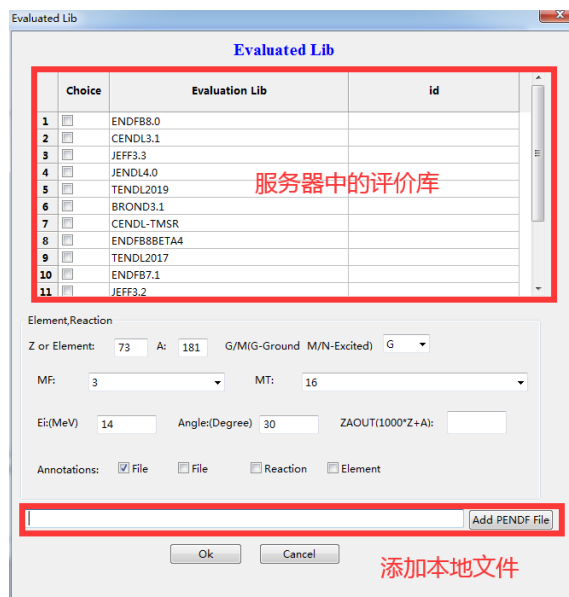 Evaluated Lib
Evaluated Lib
Choice Evaluation Lib id
1 ENDFB8.0
2 CENDL3.1
3 JEFF3.3
4 JENDL4.0
5 TENDL2019
服务器中的评价库
6 BROND3.1
7 CENDL-TMSR
8 ENDFB8BETA4
9 TENDL2017
10 ENDFB7.1
11 JEFF3.2
Element,Reaction
Z or Element: 73 A: 181 G/M(G-Ground M/N-Excited) G
MF: 3 MT: 16
Ei:(MeV) 14 Angle:(Degree) 30 ZAOUT(1000*Z+A):
Annotations: File File Reaction Element
Add PENDF File
Ok Cancel
添加本地文件